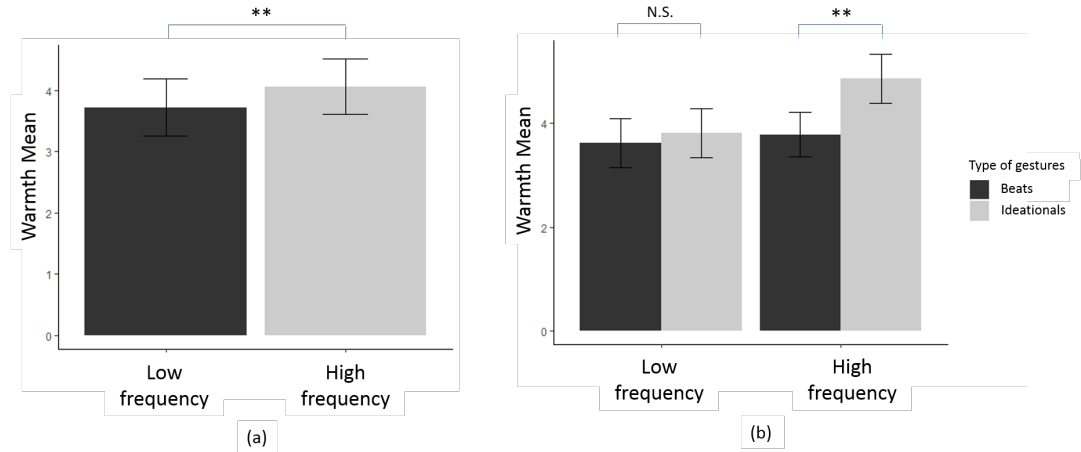 **
Warmth Mean
4
3
2
1
0
Low
frequency
High
frequency
(a)
N.S.
**
Warmth Mean
4
2
0
Low
frequency
High
frequency
Type of gestures
Beats
Ideationals
(b)